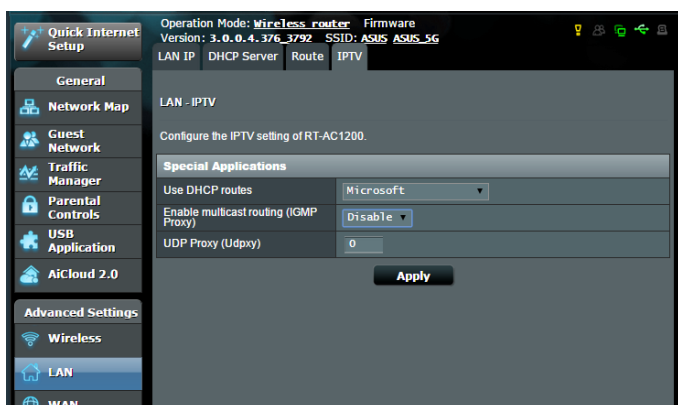 Quick Internet
Setup
Operation Mode: Wireless router Firmware
Version: 3.0.0.4.376_3792 SSID: ASUS ASUS_5G
LAN IP DHCP Server Route IPTV
General
Network Map
Guest
Network
Traffic
Manager
Parental
Controls
USB
Application
AiCloud 2.0
Advanced Settings
Wireless
LAN
WAN
LAN - IPTV
Configure the IPTV setting of RT-AC1200.
Special Applications
Use DHCP routes Microsoft
Enable multicast routing (IGMP
Proxy) Disable
UDP Proxy (Udpxy) 0
Apply